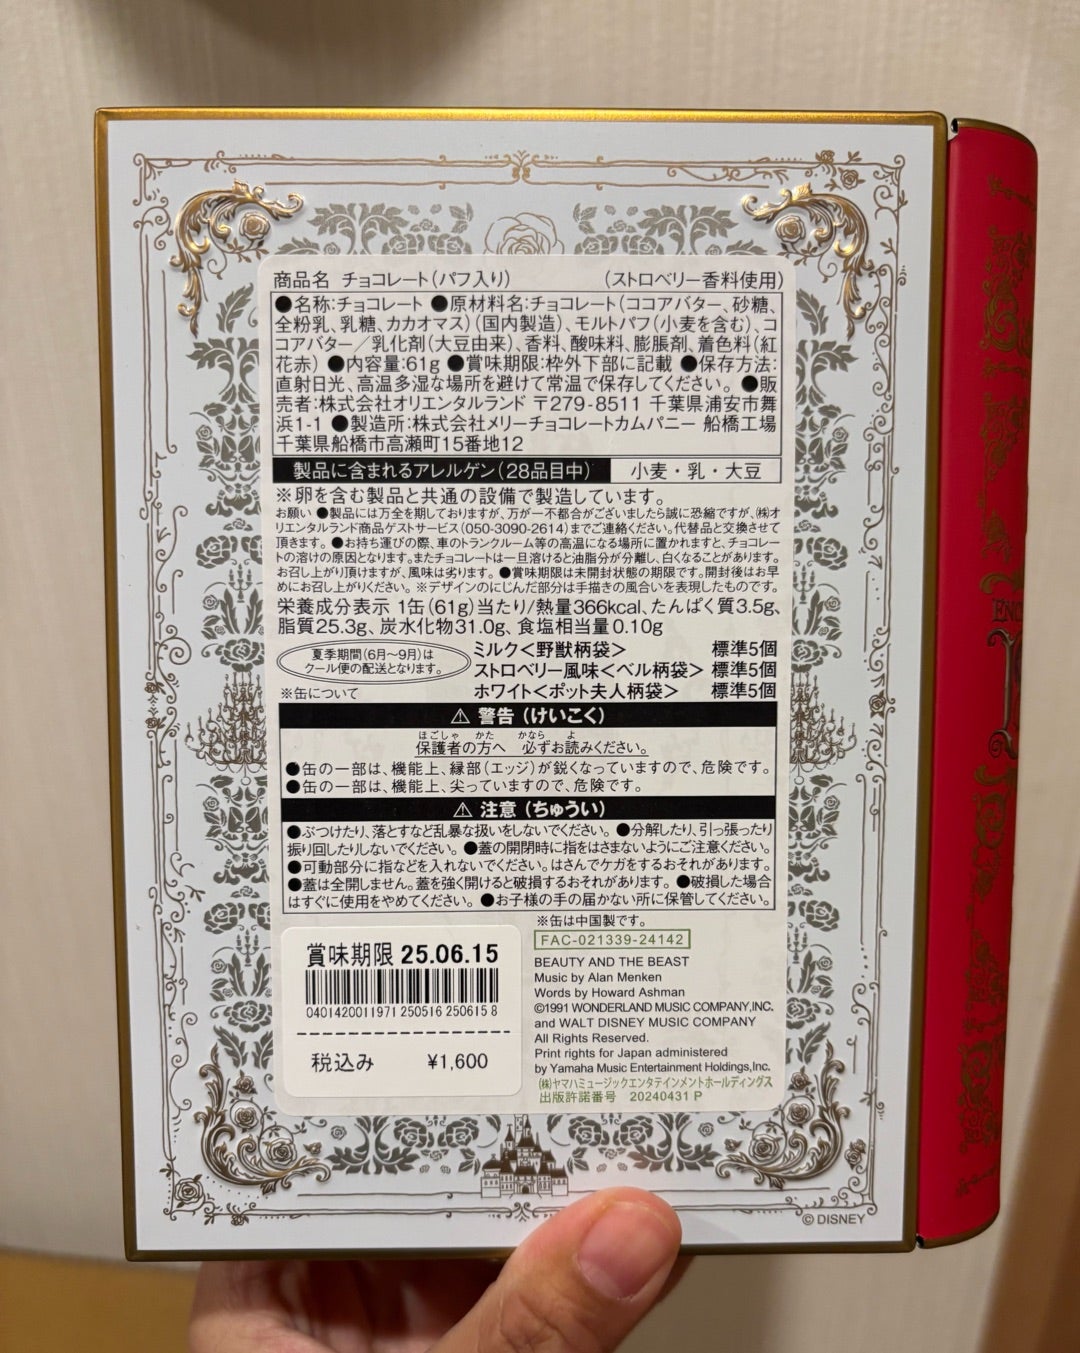 商品名 チョコレート(パフ入り) (ストロベリー香料使用)
●名称:チョコレート ●原材料名:チョコレート(ココアバター、砂糖、
全粉乳、乳糖、カカオマス)(国内製造)、モルトパフ(小麦を含む)、コ
コアバター/乳化剤(大豆由来)、香料、酸味料、膨脹剤、着色料(紅
花赤) ●内容量:61g ●賞味期限:枠外下部に記載 ●保存方法:
直射日光、高温多湿な場所を避けて常温で保存してください。 ●販
売者:株式会社オリエンタルランド 〒279-8511 千葉県浦安市舞
浜1-1 ●製造所:株式会社メリーチョコレートカムパニー 船橋工場
千葉県船橋市高瀬町15番地12
製品に含まれるアレルゲン(28品目中) 小麦・乳・大豆
※卵を含む製品と共通の設備で製造しています。
お願い ●製品には万全を期しておりますが、万が一不都合がございましたら誠に恐縮ですが、㈱オ
リエンタルランド商品ゲストサービス(050-3090-2614)までご連絡ください。代替品と交換させて
頂きます。 ●お持ち運びの際、車のトランクルーム等の高温になる場所に置かれますと、チョコレー
トの溶けの原因となります。またチョコレートは一旦溶けると油脂分が分離し、白くなることがあります。
お召し上がり頂けますが、風味は劣ります。 ●賞味期限は未開封状態の期限です。開封後はお早
めにお召し上がりください。※デザインのにじんだ部分は手描きの風合いを表現したものです。
栄養成分表示 1缶(61g)当たり/熱量366kcal、たんぱく質3.5g、
脂質25.3g、炭水化物31.0g、食塩相当量0.10g
夏季期間(6月〜9月)は
クール便の配送となります。
ミルク<野獣柄袋> 標準5個
ストロベリー風味<ベル柄袋> 標準5個
ホワイト<ポット夫人柄袋> 標準5個
※缶について
⚠ 警告(けいこく)
ほごしゃ かた かなら よ
保護者の方へ 必ずお読みください。
●缶の一部は、機能上、縁部(エッジ)が鋭くなっていますので、危険です。
●缶の一部は、機能上、尖っていますので、危険です。
⚠ 注意(ちゅうい)
●ぶつけたり、落とすなど乱暴な扱いをしないでください。 ●分解したり、引っ張ったり
振り回したりしないでください。 ●蓋の開閉時に指をはさまないようにご注意ください。
●可動部分に指などを入れないでください。はさんでケガをするおそれがあります。
●蓋は全開しません。蓋を強く開けると破損するおそれがあります。 ●破損した場合
はすぐに使用をやめてください。 ●お子様の手の届かない所に保管してください。
※缶は中国製です。
FAC-021339-24142
BEAUTY AND THE BEAST
Music by Alan Menken
Words by Howard Ashman
©1991 WONDERLAND MUSIC COMPANY,INC.
and WALT DISNEY MUSIC COMPANY
All Rights Reserved.
Print rights for Japan administered
by Yamaha Music Entertainment Holdings,Inc.
㈱ヤマハミュージックエンタテインメントホールディングス
出版許諾番号 20240431 P
賞味期限 25.06.15
0401420011971 250516 250615 8
税込み ¥1,600
© DISNEY